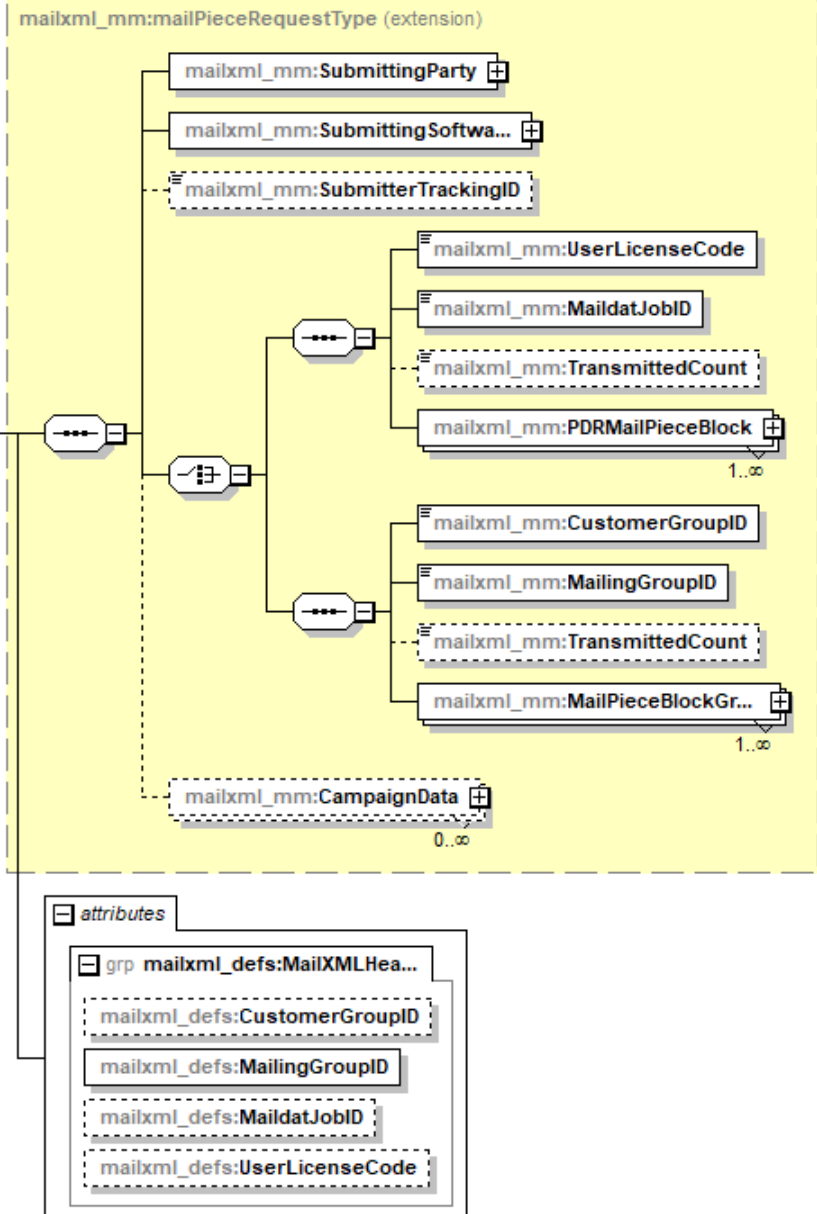 mailxml_mm:mailPieceRequestType (extension)
mailxml_mm:SubmittingParty
mailxml_mm:SubmittingSoftwa...
mailxml_mm:SubmitterTrackingID
mailxml_mm:UserLicenseCode
mailxml_mm:MaildatJobID
mailxml_mm:TransmittedCount
mailxml_mm:PDRMailPieceBlock
1..∞
mailxml_mm:CustomerGroupID
mailxml_mm:MailingGroupID
mailxml_mm:TransmittedCount
mailxml_mm:MailPieceBlockGr...
1..∞
mailxml_mm:CampaignData
0..∞
attributes
grp mailxml_defs:MailXMLHea...
mailxml_defs:CustomerGroupID
mailxml_defs:MailingGroupID
mailxml_defs:MaildatJobID
mailxml_defs:UserLicenseCode